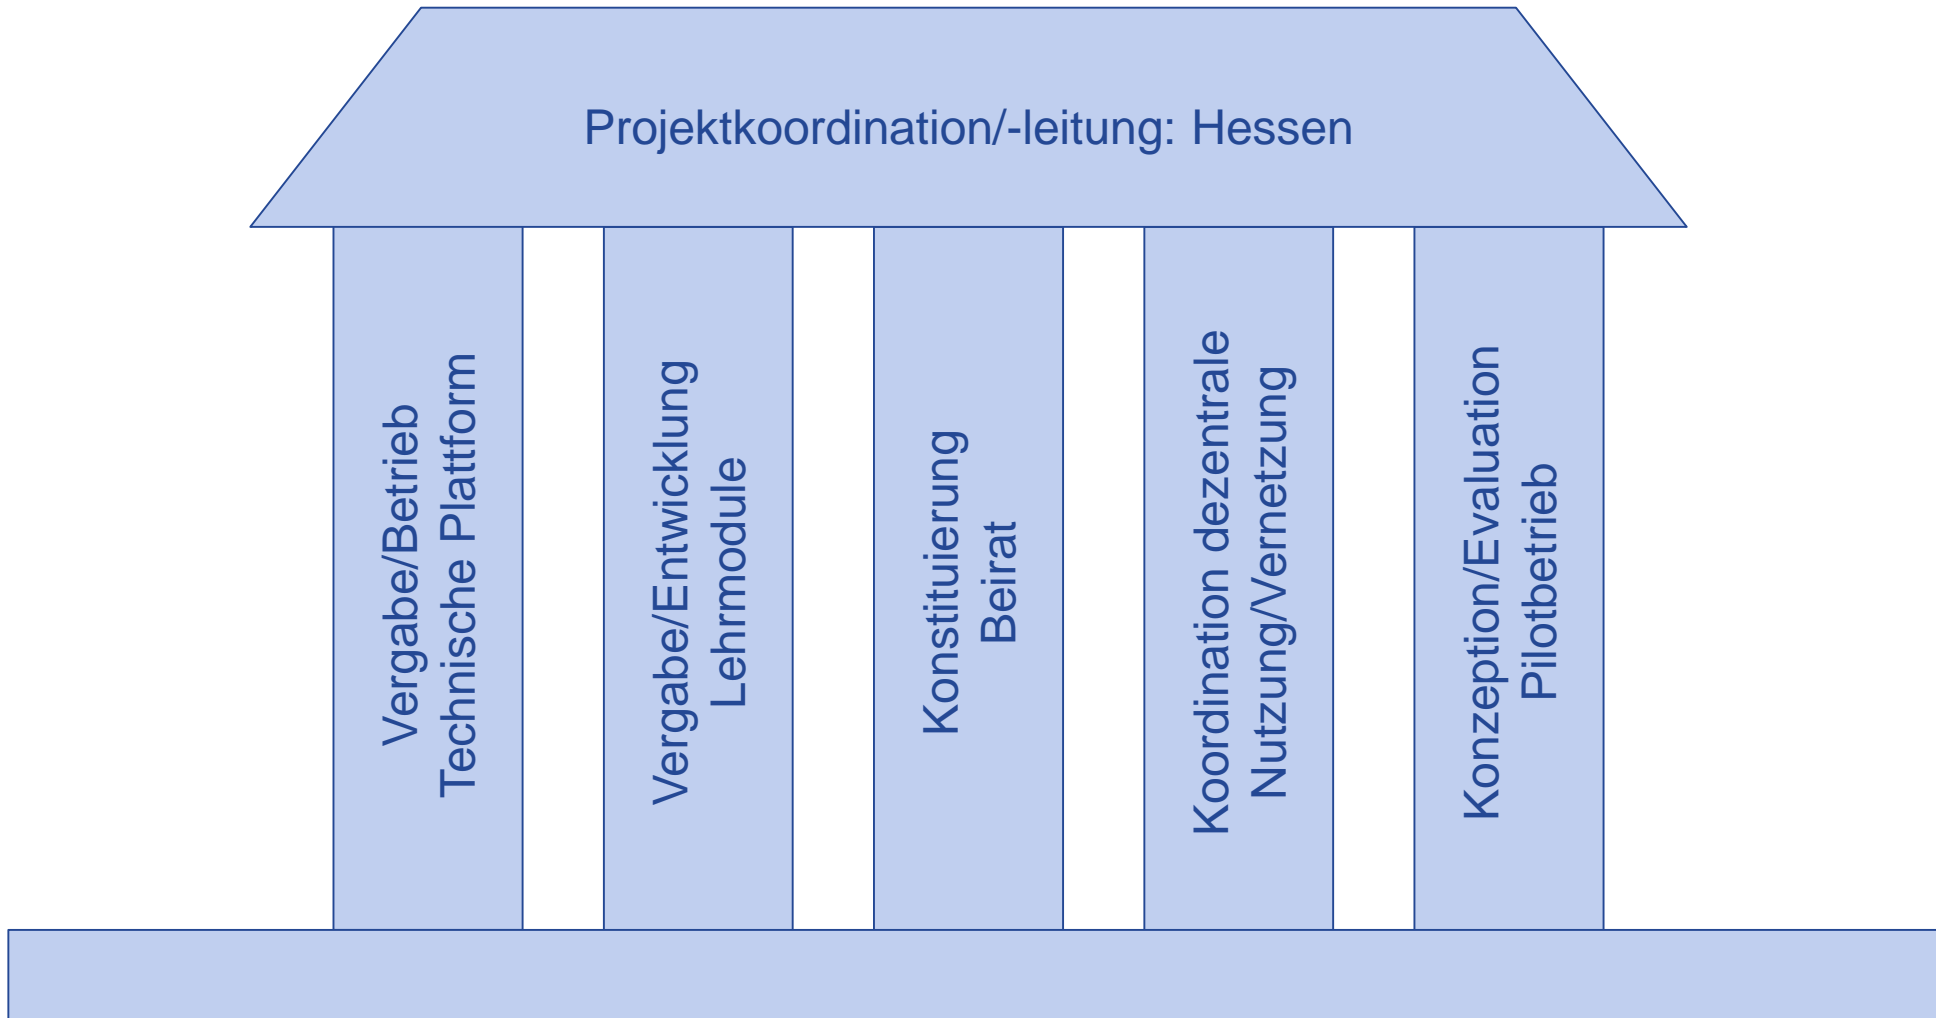 Projektkoordination/-leitung: Hessen
Vergabe/Betrieb
Technische Plattform
Vergabe/Entwicklung
Lehrmodule
Konstituierung
Beirat
Koordination dezentrale
Nutzung/Vernetzung
Konzeption/Evaluation
Pilotbetrieb